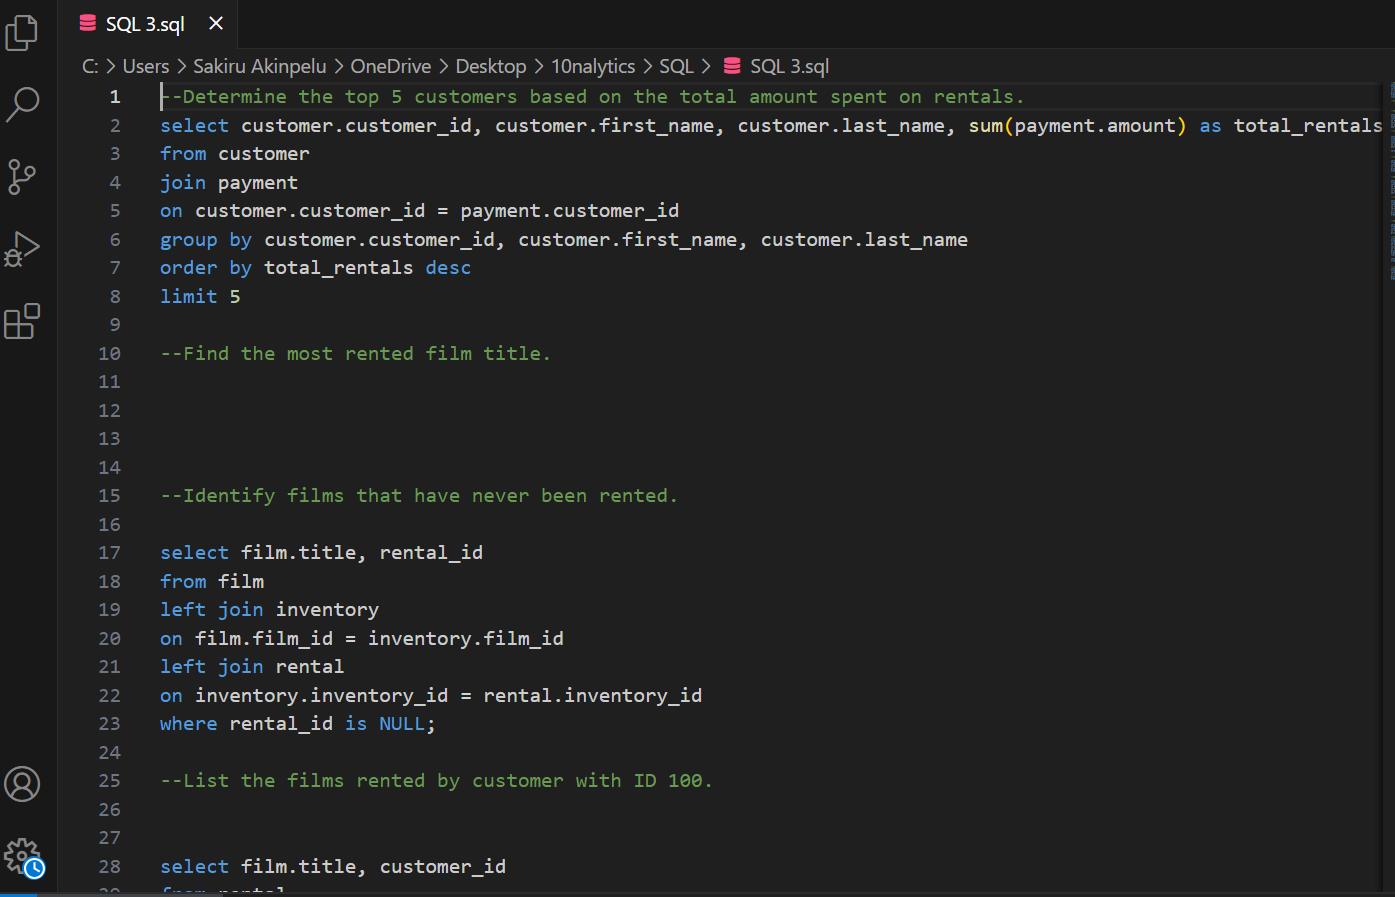 SQL 3.sql
C: > Users > Sakiru Akinpelu > OneDrive > Desktop > 10nalytics > SQL > SQL 3.sql
1 --Determine the top 5 customers based on the total amount spent on rentals.
2 select customer.customer_id, customer.first_name, customer.last_name, sum(payment.amount) as total_rentals
3 from customer
4 join payment
5 on customer.customer_id = payment.customer_id
6 group by customer.customer_id, customer.first_name, customer.last_name
7 order by total_rentals desc
8 limit 5
9
10 --Find the most rented film title.
11
12
13
14
15 --Identify films that have never been rented.
16
17 select film.title, rental_id
18 from film
19 left join inventory
20 on film.film_id = inventory.film_id
21 left join rental
22 on inventory.inventory_id = rental.inventory_id
23 where rental_id is NULL;
24
25 --List the films rented by customer with ID 100.
26
27
28 select film.title, customer_id
29 from rental